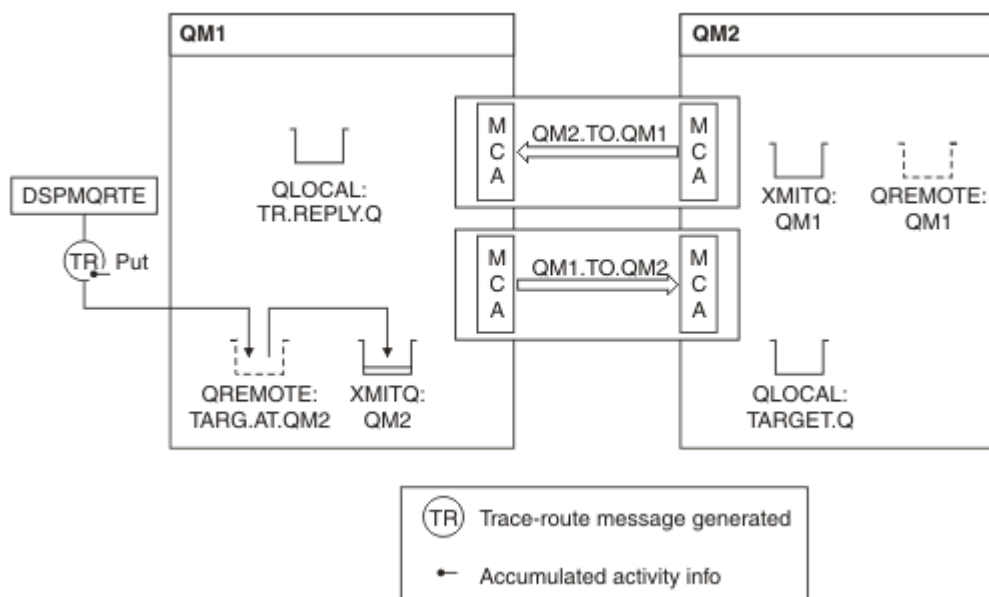 QM1
QM2
M
C
A
QM2.TO.QM1
M
C
A
QLOCAL:
TR.REPLY.Q
XMITQ:
QM1
QREMOTE:
QM1
DSPMQRTE
TR
Put
M
C
A
QM1.TO.QM2
M
C
A
QREMOTE:
TARG.AT.QM2
XMITQ:
QM2
QLOCAL:
TARGET.Q
TR Trace-route message generated
Accumulated activity info